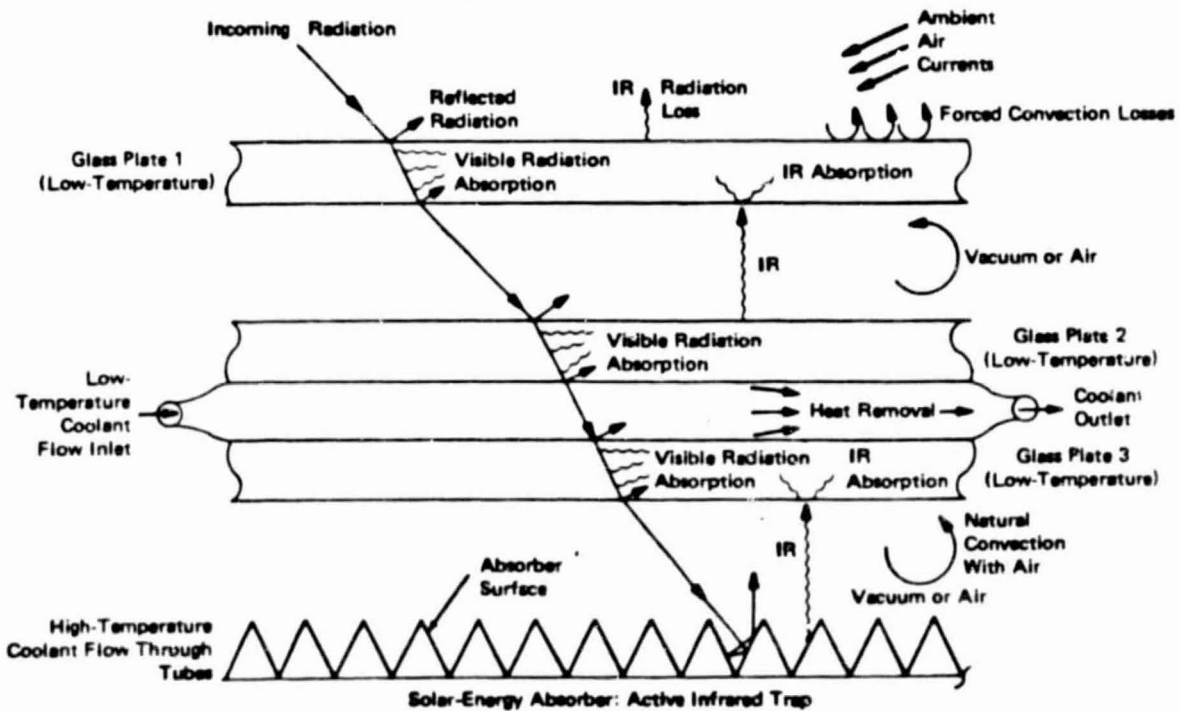 Incoming Radiation
Ambient
Air
Currents
Reflected
Radiation
IR
Radiation
Loss
Forced Convection Losses
Glass Plate 1
(Low-Temperature)
Visible Radiation
Absorption
IR Absorption
IR
Vacuum or Air
Visible Radiation
Absorption
Glass Plate 2
(Low-Temperature)
Low-
Temperature
Coolant
Flow Inlet
Heat Removal
Coolant
Outlet
Visible Radiation
Absorption
IR
Absorption
Glass Plate 3
(Low-Temperature)
IR
Natural
Convection
With Air
Vacuum or Air
Absorber
Surface
High-Temperature
Coolant Flow Through
Tubes
Solar-Energy Absorber: Active Infrared Trap